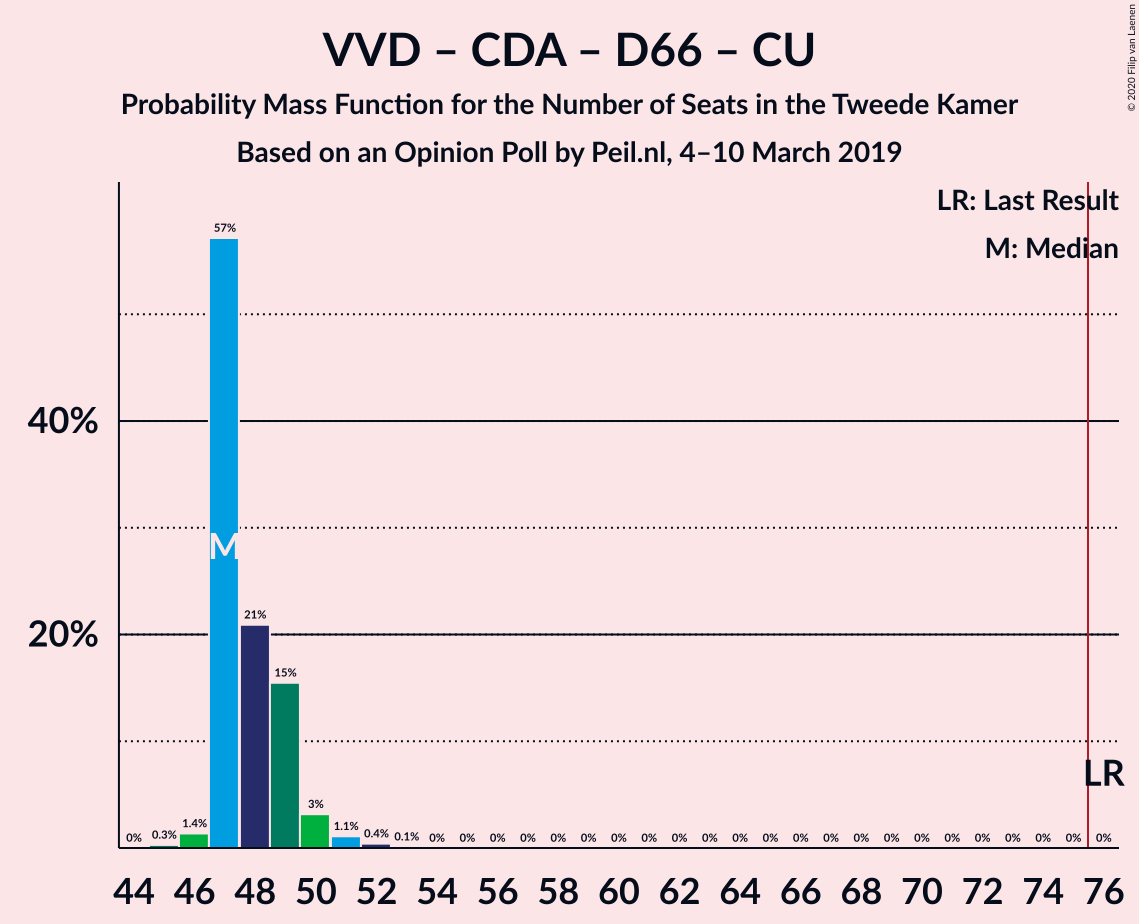 VVD – CDA – D66 – CU
Probability Mass Function for the Number of Seats in the Tweede Kamer
Based on an Opinion Poll by Peil.nl, 4–10 March 2019
© 2020 Filip van Laenen
LR: Last Result
M: Median
57%
40%
M
21%
20%
15%
LR
3%
0% 0.3% 1.4% 1.1% 0.4% 0.1% 0% 0% 0% 0% 0% 0% 0% 0% 0% 0% 0% 0% 0% 0% 0% 0% 0% 0% 0% 0% 0% 0% 0%
44 46 48 50 52 54 56 58 60 62 64 66 68 70 72 74 76